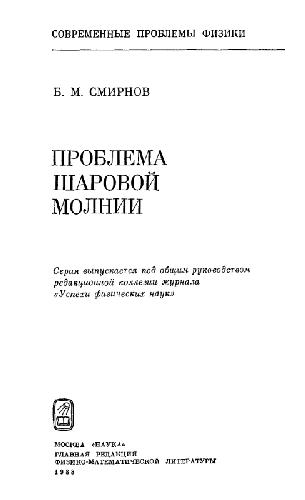 СОВРЕМЕННЫЕ ПРОБЛЕМЫ ФИЗИКИ
Б. М. СМИРНОВ
ПРОБЛЕМА
ШАРОВОЙ
МОЛНИИ
Серия выпускается под общим руководством
редакционной коллегии журнала
«Успехи физических наук»
МОСКВА «НАУКА»
ГЛАВНАЯ РЕДАКЦИЯ
ФИЗИКО-МАТЕМАТИЧЕСКОЙ ЛИТЕРАТУРЫ
1988